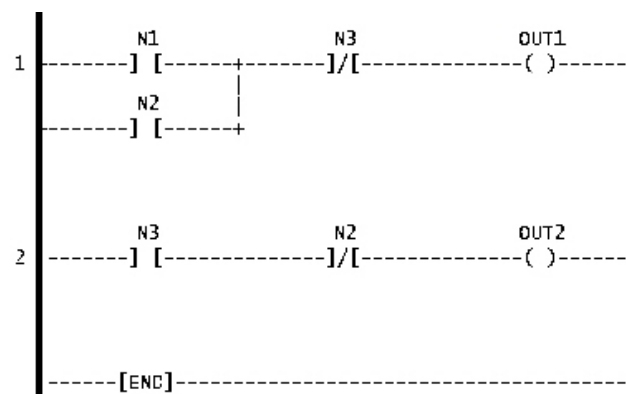 N1 N3 OUT1
1 -------] [------+-------]/[-------------( )------
N2
-------] [------+
N3 N2 OUT2
2 -------] [-------------]/[-------------( )------
------[END]------------------------------------